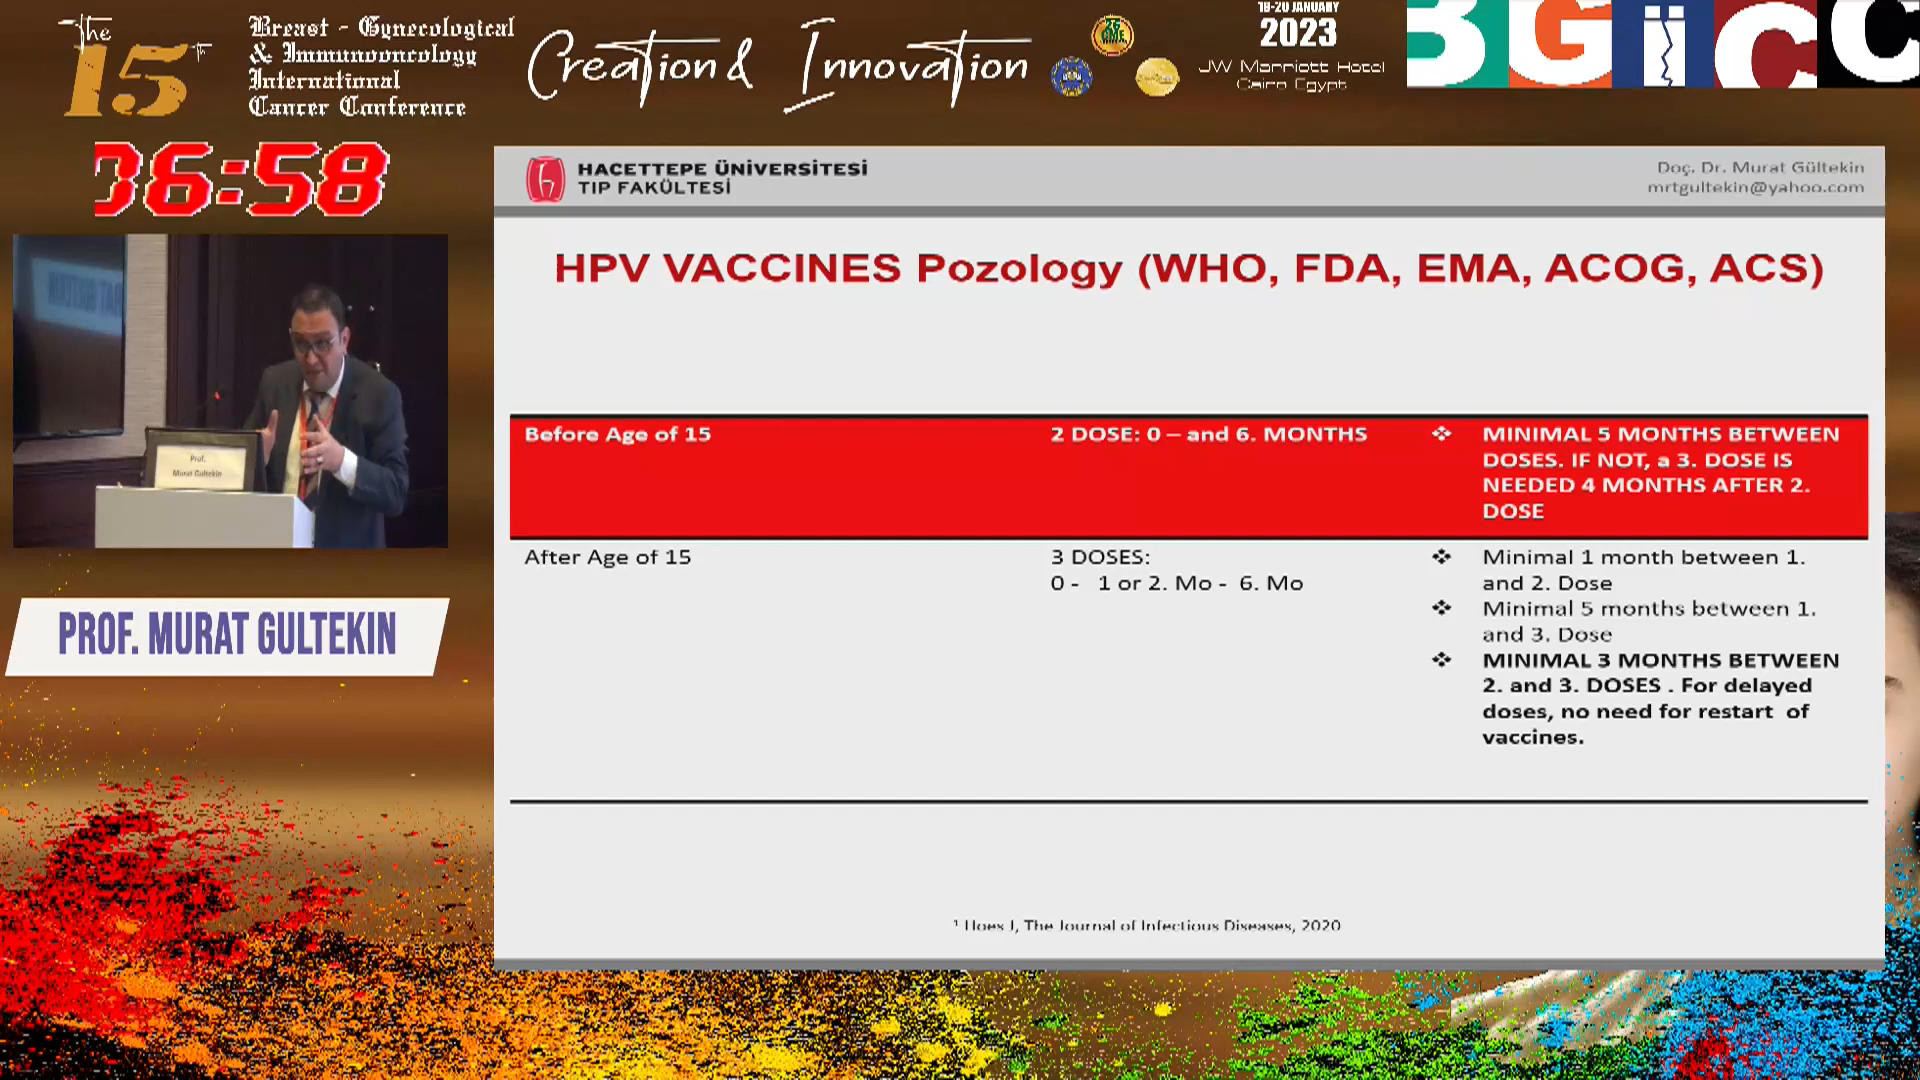 The
15th
Breast - Gynecological
& Immunooncology
International
Cancer Conference
Creation & Innovation
18-20 JANUARY
2023
JW Marriott Hotel
Cairo Egypt
BGiCC
36:58
HACETTEPE ÜNİVERSİTESİ
TIP FAKÜLTESİ
Doç. Dr. Murat Gültekin
mrtgultekin@yahoo.com
HPV VACCINES Pozology (WHO, FDA, EMA, ACOG, ACS)
Before Age of 15
2 DOSE: 0 – and 6. MONTHS
❖ MINIMAL 5 MONTHS BETWEEN
DOSES. IF NOT, a 3. DOSE IS
NEEDED 4 MONTHS AFTER 2.
DOSE
After Age of 15
3 DOSES:
0 - 1 or 2. Mo - 6. Mo
❖ Minimal 1 month between 1.
and 2. Dose
❖ Minimal 5 months between 1.
and 3. Dose
❖ MINIMAL 3 MONTHS BETWEEN
2. and 3. DOSES . For delayed
doses, no need for restart of
vaccines.
¹ Hoes J, The Journal of Infectious Diseases, 2020
Prof.
Murat Gultekin
PROF. MURAT GULTEKIN